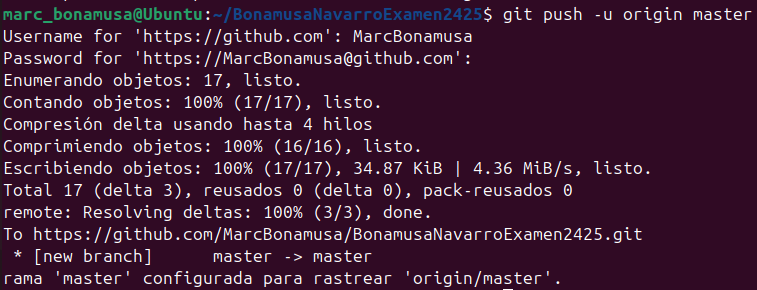 marc_bonamusa@Ubuntu:~/BonamusaNavarroExamen2425$ git push -u origin master
Username for 'https://github.com': MarcBonamusa
Password for 'https://MarcBonamusa@github.com':
Enumerando objetos: 17, listo.
Contando objetos: 100% (17/17), listo.
Compresión delta usando hasta 4 hilos
Comprimiendo objetos: 100% (16/16), listo.
Escribiendo objetos: 100% (17/17), 34.87 KiB | 4.36 MiB/s, listo.
Total 17 (delta 3), reusados 0 (delta 0), pack-reusados 0
remote: Resolving deltas: 100% (3/3), done.
To https://github.com/MarcBonamusa/BonamusaNavarroExamen2425.git
 * [new branch]      master -> master
rama 'master' configurada para rastrear 'origin/master'.